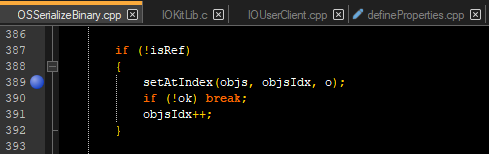 OSSerializeBinary.cpp IOKitLib.c IOUserClient.cpp defineProperties.cpp
386
387 if (!isRef)
388 {
389 setAtIndex(objs, objsIdx, o);
390 if (!ok) break;
391 objsIdx++;
392 }
393